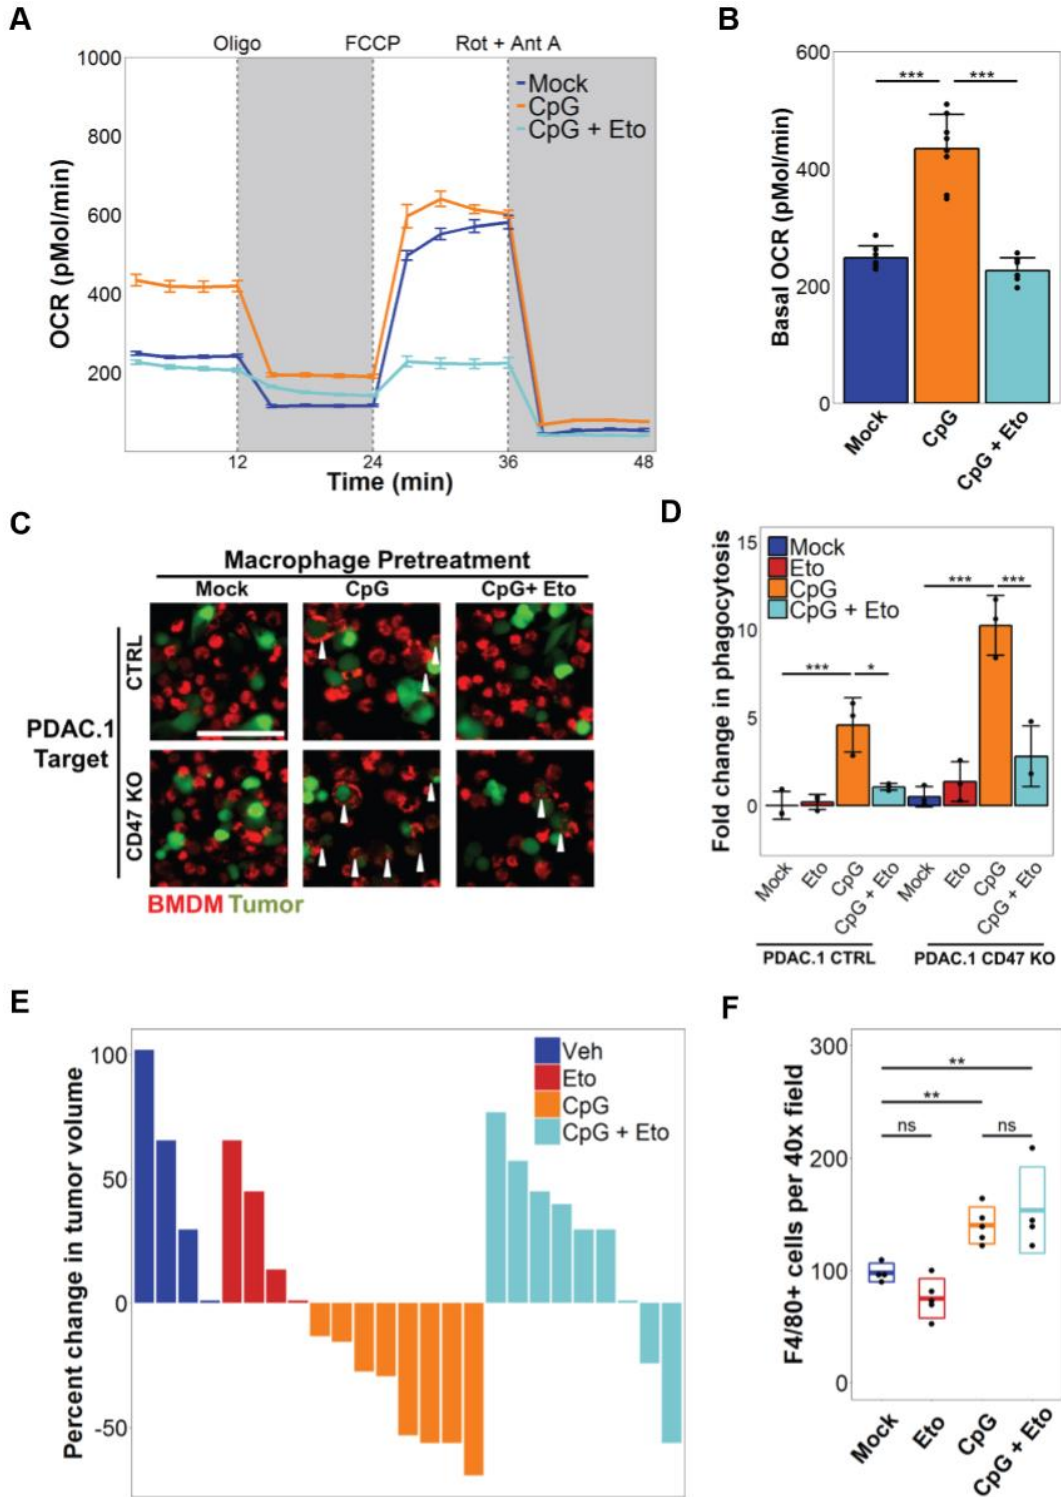 A
Oligo FCCP Rot + Ant A
1000
800
600
400
200
OCR (pMol/min)
Mock
CpG
CpG + Eto
12 24 36 48
Time (min)
B
600
400
200
0
Basal OCR (pMol/min)
*** ***
Mock CpG CpG + Eto
C
Macrophage Pretreatment
Mock CpG CpG+ Eto
PDAC.1
Target
CTRL
CD47 KO
BMDM Tumor
D
15
10
5
0
Fold change in phagocytosis
Mock
Eto
CpG
CpG + Eto
*** * *** ***
Mock Eto CpG CpG + Eto Mock Eto CpG CpG + Eto
PDAC.1 CTRL PDAC.1 CD47 KO
E
100
50
0
-50
Percent change in tumor volume
Veh
Eto
CpG
CpG + Eto
F
300
200
100
0
F4/80+ cells per 40x field
**
**
ns ns
Mock Eto CpG CpG + Eto